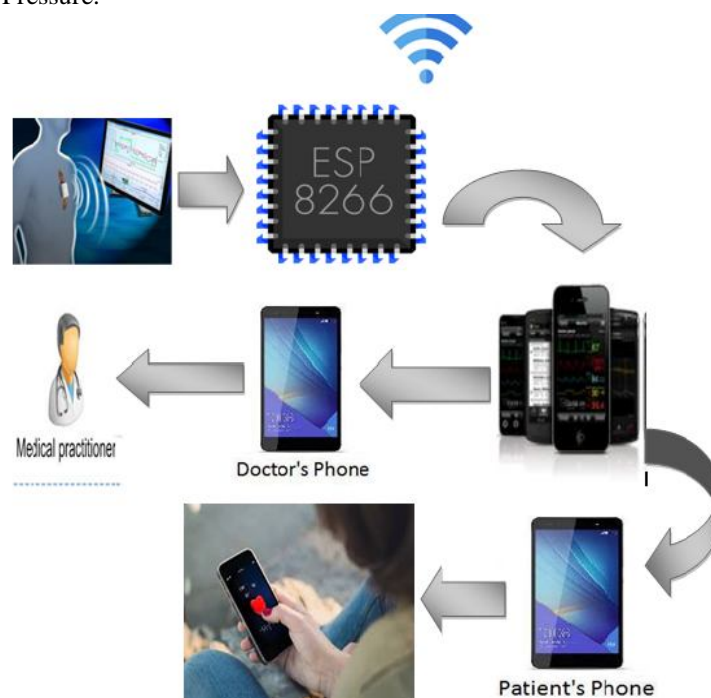 Pressure.
ESP
8266
Medical practitioner
Doctor's Phone
Patient's Phone